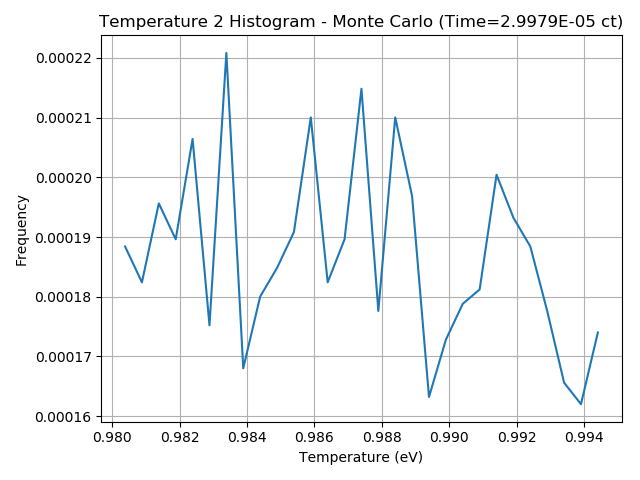 Temperature 2 Histogram - Monte Carlo (Time=2.9979E-05 ct)
0.00022
0.00021
0.00020
0.00019
0.00018
0.00017
0.00016
Frequency
0.980 0.982 0.984 0.986 0.988 0.990 0.992 0.994
Temperature (eV)